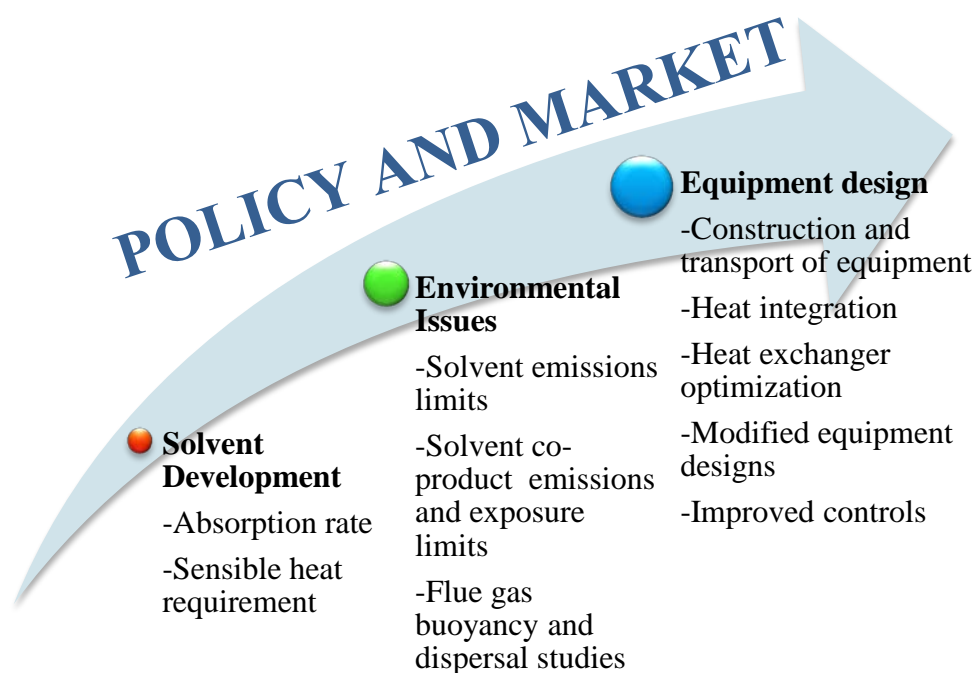 POLICY AND MARKET
Solvent
Development
-Absorption rate
-Sensible heat
requirement
Environmental
Issues
-Solvent emissions
limits
-Solvent co-
product emissions
and exposure
limits
-Flue gas
buoyancy and
dispersal studies
Equipment design
-Construction and
transport of equipment
-Heat integration
-Heat exchanger
optimization
-Modified equipment
designs
-Improved controls